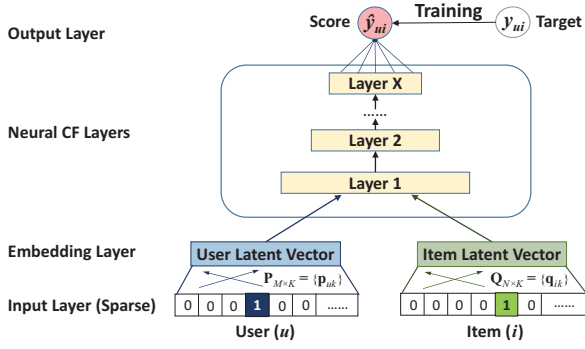 Output Layer
Score
ŷui
Training
yui
Target
Neural CF Layers
Layer X
......
Layer 2
Layer 1
Embedding Layer
User Latent Vector
Item Latent Vector
P M×K = {puk}
Q N×K = {qik}
Input Layer (Sparse)
0 0 0 1 0 0 ......
0 0 0 0 1 0 ......
User (u)
Item (i)